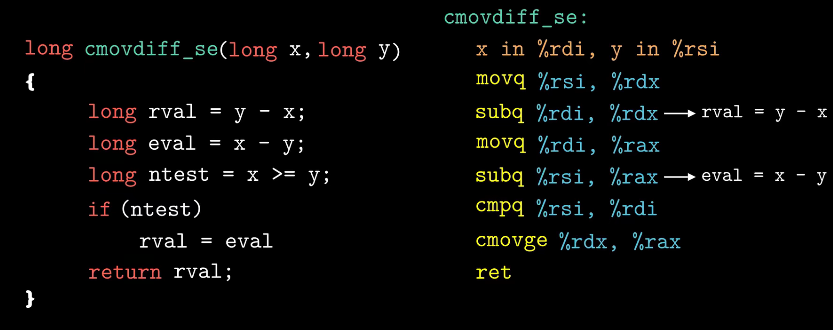 long cmovdiff_se(long x, long y)
{
long rval = y - x;
long eval = x - y;
long ntest = x >= y;
if (ntest)
rval = eval
return rval;
}
cmovdiff_se:
x in %rdi, y in %rsi
movq %rsi, %rdx
subq %rdi, %rdx → rval = y - x
movq %rdi, %rax
subq %rsi, %rax → eval = x - y
cmpq %rsi, %rdi
cmovge %rdx, %rax
ret